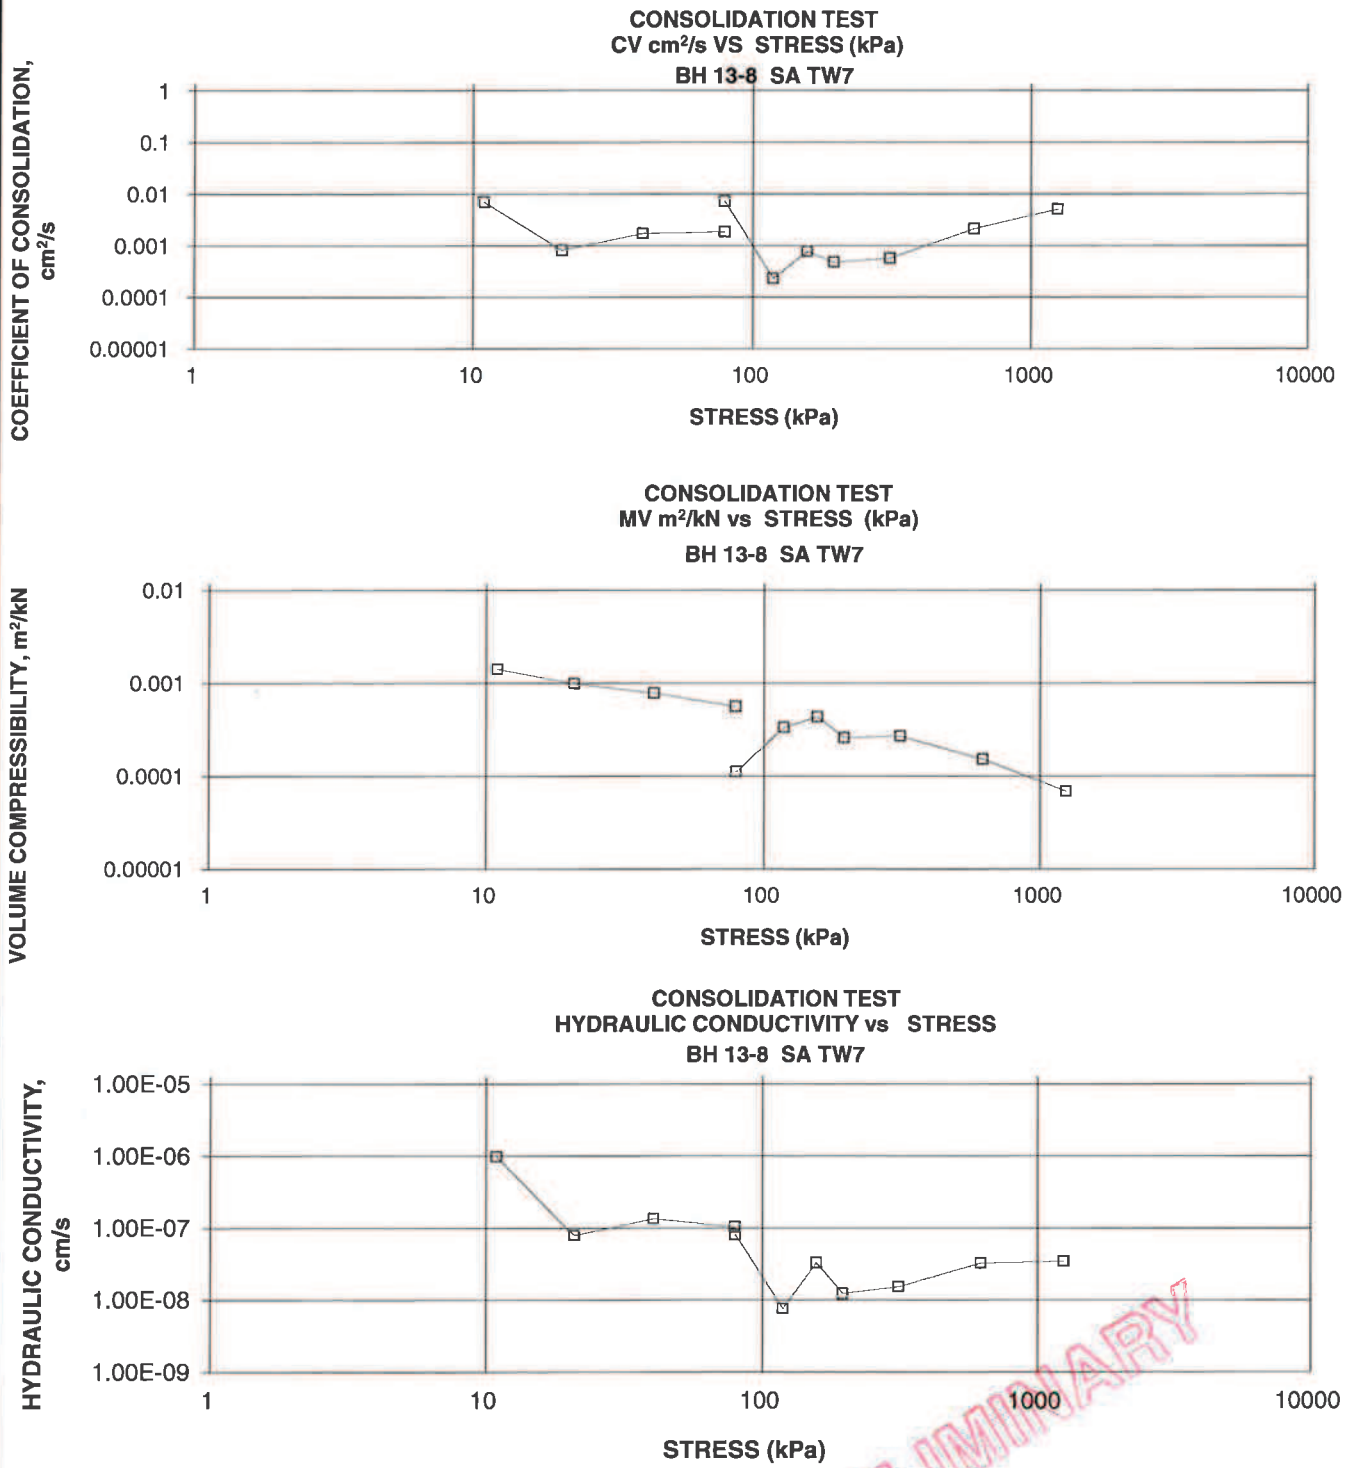 CONSOLIDATION TEST
CV cm²/s VS STRESS (kPa)
BH 13-8 SA TW7
COEFFICIENT OF CONSOLIDATION,
cm²/s
1
0.1
0.01
0.001
0.0001
0.00001
1 10 100 1000 10000
STRESS (kPa)
CONSOLIDATION TEST
MV m²/kN vs STRESS (kPa)
BH 13-8 SA TW7
VOLUME COMPRESSIBILITY, m²/kN
0.01
0.001
0.0001
0.00001
1 10 100 1000 10000
STRESS (kPa)
CONSOLIDATION TEST
HYDRAULIC CONDUCTIVITY vs STRESS
BH 13-8 SA TW7
HYDRAULIC CONDUCTIVITY,
cm/s
1.00E-05
1.00E-06
1.00E-07
1.00E-08
1.00E-09
1 10 100 1000 10000
STRESS (kPa)
LIMINARY